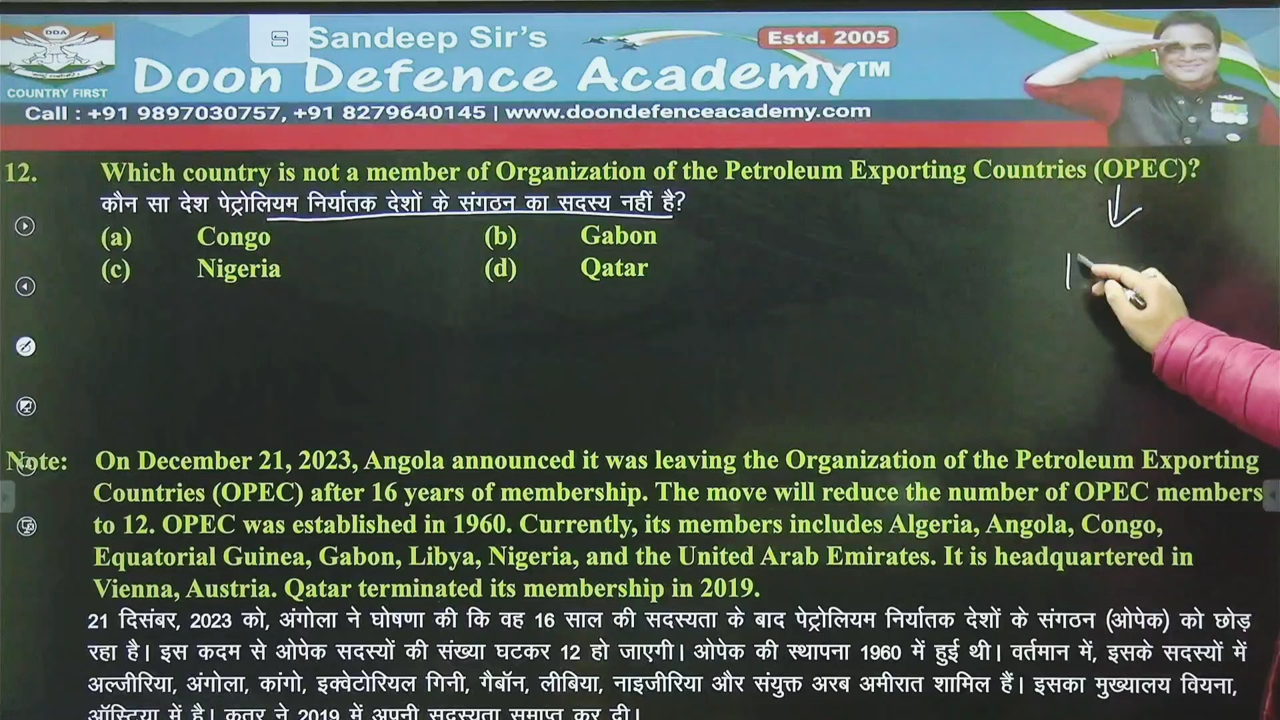 DDA
COUNTRY FIRST
Sandeep Sir's
Estd. 2005
Doon Defence Academy™
Call : +91 9897030757, +91 8279640145 | www.doondefenceacademy.com
12. Which country is not a member of Organization of the Petroleum Exporting Countries (OPEC)?
कौन सा देश पेट्रोलियम निर्यातक देशों के संगठन का सदस्य नहीं है?
(a) Congo (b) Gabon
(c) Nigeria (d) Qatar
Note: On December 21, 2023, Angola announced it was leaving the Organization of the Petroleum Exporting
Countries (OPEC) after 16 years of membership. The move will reduce the number of OPEC members
to 12. OPEC was established in 1960. Currently, its members includes Algeria, Angola, Congo,
Equatorial Guinea, Gabon, Libya, Nigeria, and the United Arab Emirates. It is headquartered in
Vienna, Austria. Qatar terminated its membership in 2019.
21 दिसंबर, 2023 को, अंगोला ने घोषणा की कि वह 16 साल की सदस्यता के बाद पेट्रोलियम निर्यातक देशों के संगठन (ओपेक) को छोड़
रहा है। इस कदम से ओपेक सदस्यों की संख्या घटकर 12 हो जाएगी। ओपेक की स्थापना 1960 में हुई थी। वर्तमान में, इसके सदस्यों में
अल्जीरिया, अंगोला, कांगो, इक्वेटोरियल गिनी, गैबॉन, लीबिया, नाइजीरिया और संयुक्त अरब अमीरात शामिल हैं। इसका मुख्यालय वियना,
ऑस्ट्रिया में है। कतर ने 2019 में अपनी सदस्यता समाप्त कर दी।